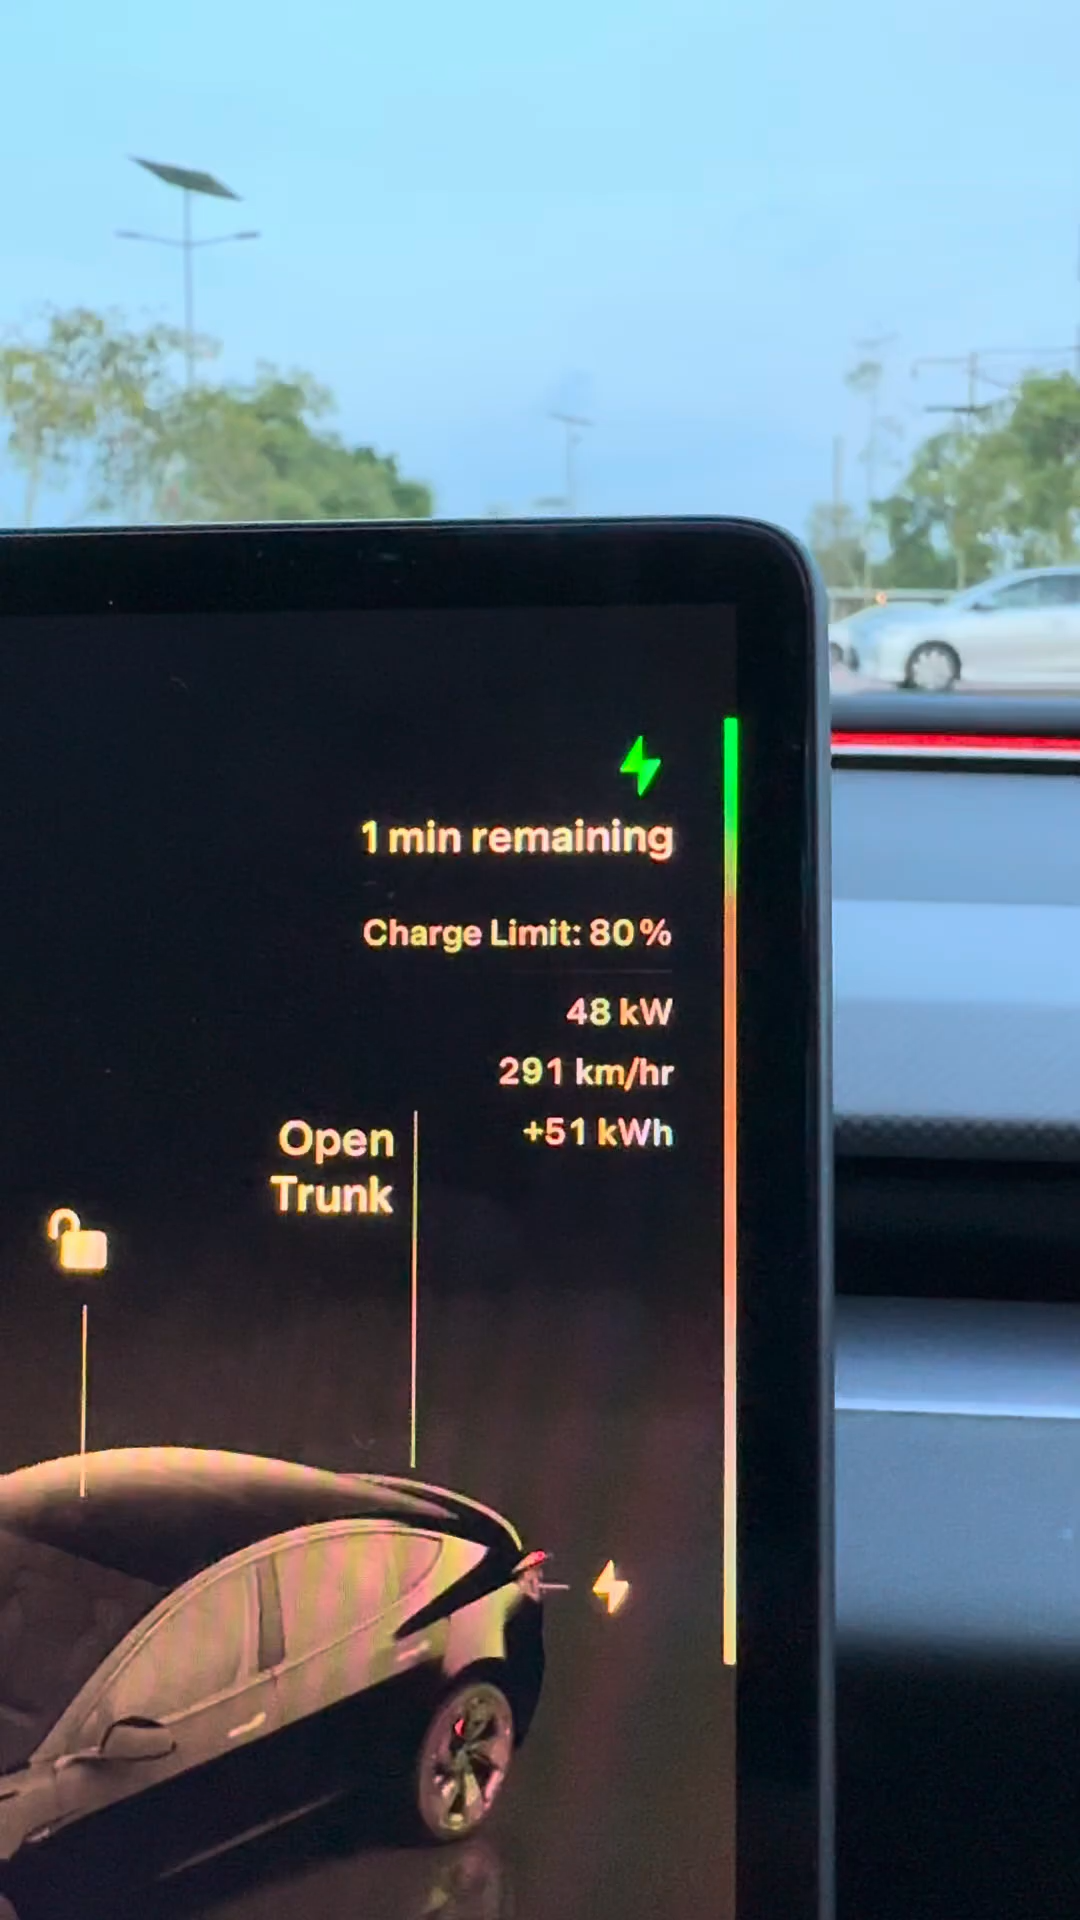 1 min remaining
Charge Limit: 80%
48 kW
291 km/hr
+51 kWh
Open
Trunk